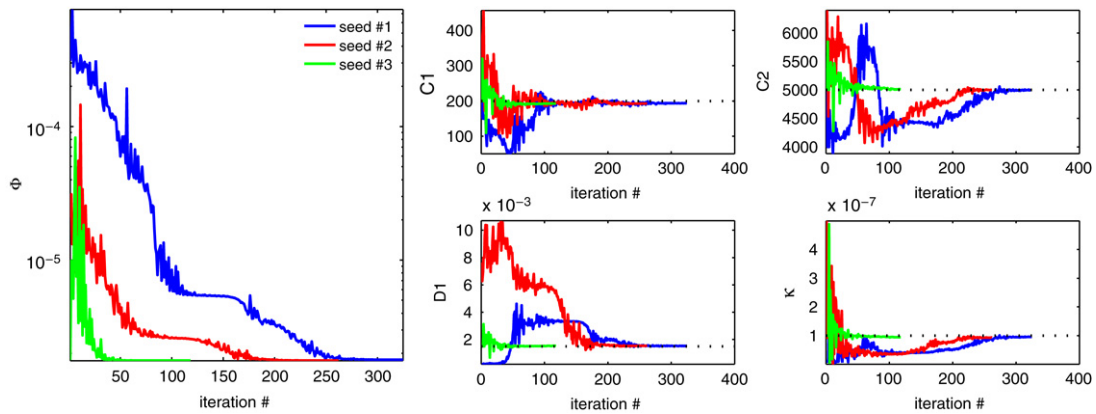 seed #1
seed #2
seed #3
10⁻⁴
10⁻⁵
Φ
50 100 150 200 250 300
iteration #
400
300
200
100
C1
0 100 200 300 400
iteration #
6000
5500
5000
4500
4000
C2
0 100 200 300 400
iteration #
x 10⁻³
10
8
6
4
2
D1
0 100 200 300 400
iteration #
x 10⁻⁷
4
3
2
1
κ
0 100 200 300 400
iteration #